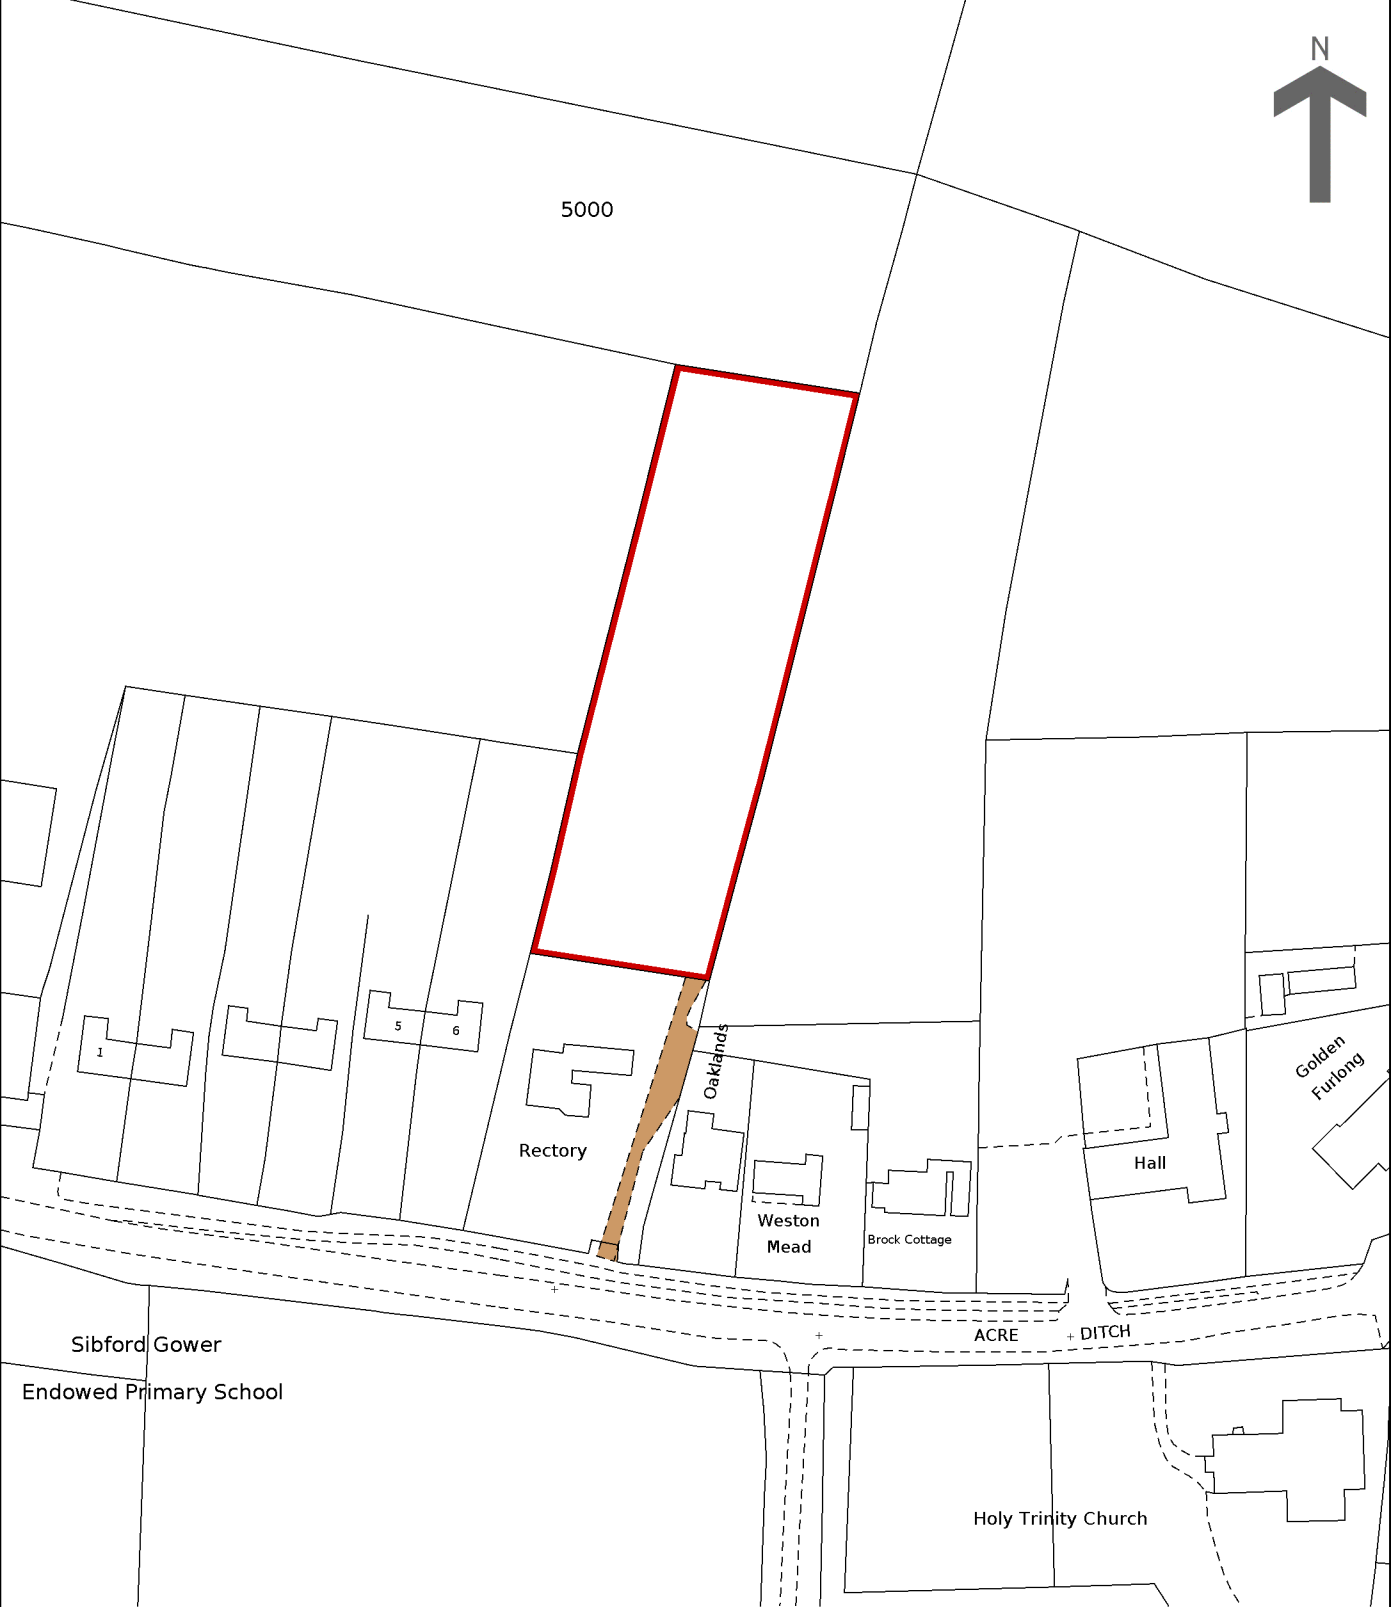 N
5000
5
6
1
Oaklands
Golden
Furlong
Rectory
Hall
Weston
Mead
Brock Cottage
ACRE DITCH
Sibford Gower
Endowed Primary School
Holy Trinity Church